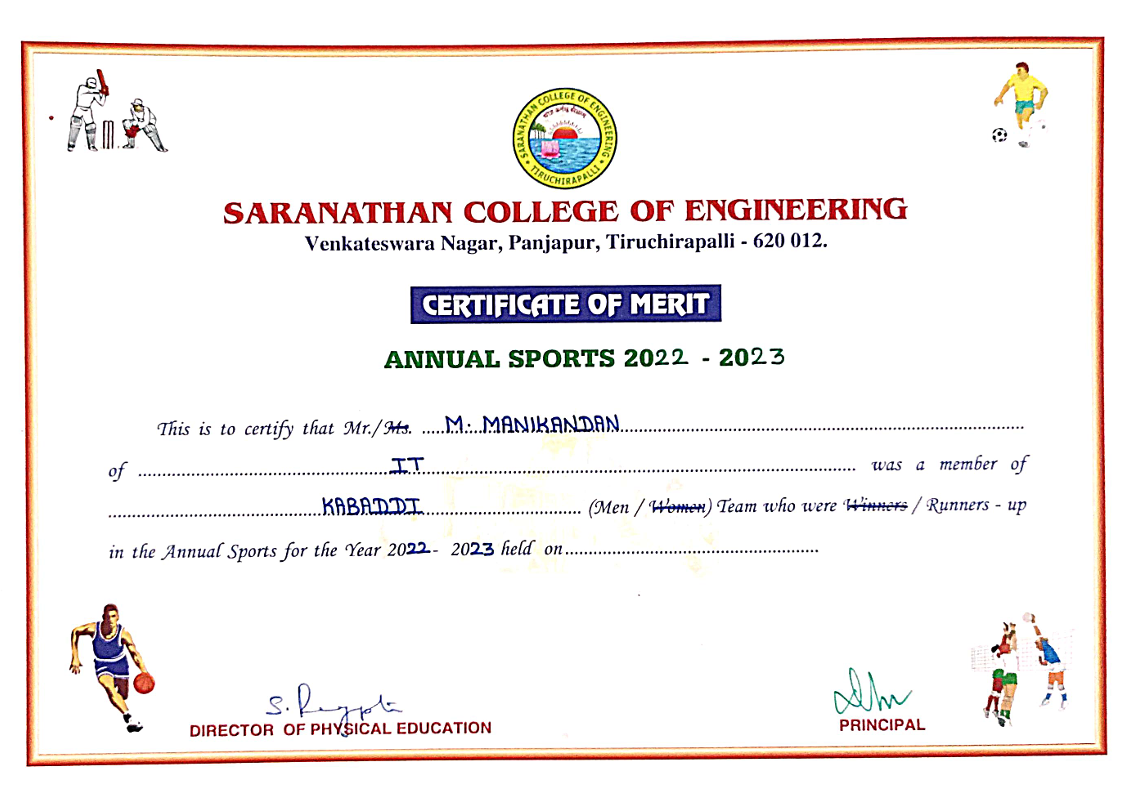 SARANATHAN COLLEGE OF ENGINEERING
TIRUCHIRAPALLI
SARANATHAN COLLEGE OF ENGINEERING
Venkateswara Nagar, Panjapur, Tiruchirapalli - 620 012.
CERTIFICATE OF MERIT
ANNUAL SPORTS 2022 - 2023
This is to certify that Mr./Ms. .....M. MANIKANDAN.....
of .....IT..... was a member of
.....KABADDI..... (Men / Women) Team who were Winners / Runners - up
in the Annual Sports for the Year 2022 - 2023 held on.....
DIRECTOR OF PHYSICAL EDUCATION
PRINCIPAL